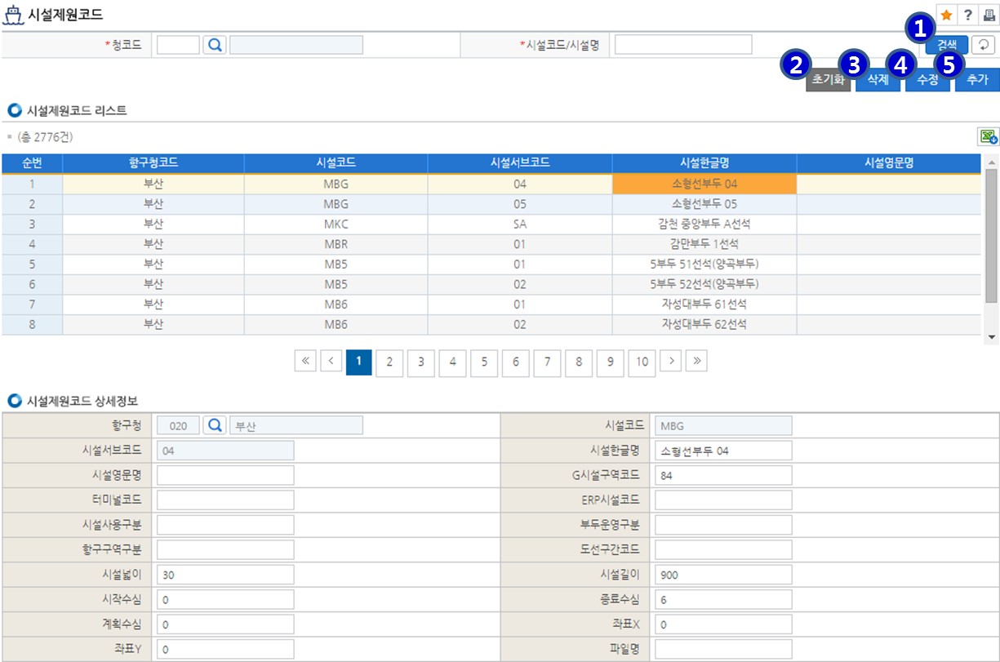 시설제원코드
?
*청코드 *시설코드/시설명 1 검색
2 초기화 3 삭제 4 수정 5 추가
시설제원코드 리스트
(총 2776건)
순번 항구청코드 시설코드 시설서브코드 시설한글명 시설영문명
1 부산 MBG 04 소형선부두 04
2 부산 MBG 05 소형선부두 05
3 부산 MKC SA 감천 중앙부두 A선석
4 부산 MBR 01 감만부두 1선석
5 부산 MB5 01 5부두 51선석(양곡부두)
6 부산 MB5 02 5부두 52선석(양곡부두)
7 부산 MB6 01 자성대부두 61선석
8 부산 MB6 02 자성대부두 62선석
« ‹ 1 2 3 4 5 6 7 8 9 10 › »
시설제원코드 상세정보
항구청 020 부산 시설코드 MBG
시설서브코드 04 시설한글명 소형선부두 04
시설영문명 G시설구역코드 84
터미널코드 ERP시설코드
시설사용구분 부두운영구분
항구구역구분 도선구간코드
시설넓이 30 시설길이 900
시작수심 0 종료수심 6
계획수심 0 좌표X 0
좌표Y 0 파일명